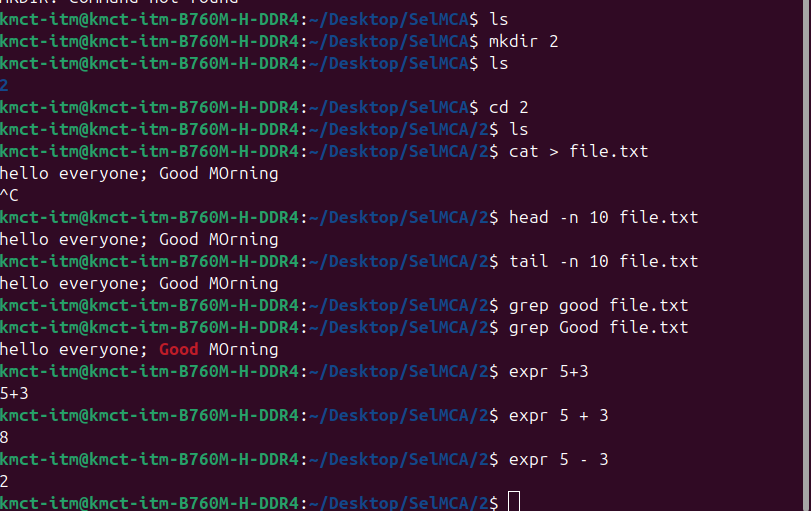 MKDIR: command not found
kmct-itm@kmct-itm-B760M-H-DDR4:~/Desktop/SelMCA$ ls
kmct-itm@kmct-itm-B760M-H-DDR4:~/Desktop/SelMCA$ mkdir 2
kmct-itm@kmct-itm-B760M-H-DDR4:~/Desktop/SelMCA$ ls
2
kmct-itm@kmct-itm-B760M-H-DDR4:~/Desktop/SelMCA$ cd 2
kmct-itm@kmct-itm-B760M-H-DDR4:~/Desktop/SelMCA/2$ ls
kmct-itm@kmct-itm-B760M-H-DDR4:~/Desktop/SelMCA/2$ cat > file.txt
hello everyone; Good MOrning
^C
kmct-itm@kmct-itm-B760M-H-DDR4:~/Desktop/SelMCA/2$ head -n 10 file.txt
hello everyone; Good MOrning
kmct-itm@kmct-itm-B760M-H-DDR4:~/Desktop/SelMCA/2$ tail -n 10 file.txt
hello everyone; Good MOrning
kmct-itm@kmct-itm-B760M-H-DDR4:~/Desktop/SelMCA/2$ grep good file.txt
kmct-itm@kmct-itm-B760M-H-DDR4:~/Desktop/SelMCA/2$ grep Good file.txt
hello everyone; Good MOrning
kmct-itm@kmct-itm-B760M-H-DDR4:~/Desktop/SelMCA/2$ expr 5+3
5+3
kmct-itm@kmct-itm-B760M-H-DDR4:~/Desktop/SelMCA/2$ expr 5 + 3
8
kmct-itm@kmct-itm-B760M-H-DDR4:~/Desktop/SelMCA/2$ expr 5 - 3
2
kmct-itm@kmct-itm-B760M-H-DDR4:~/Desktop/SelMCA/2$